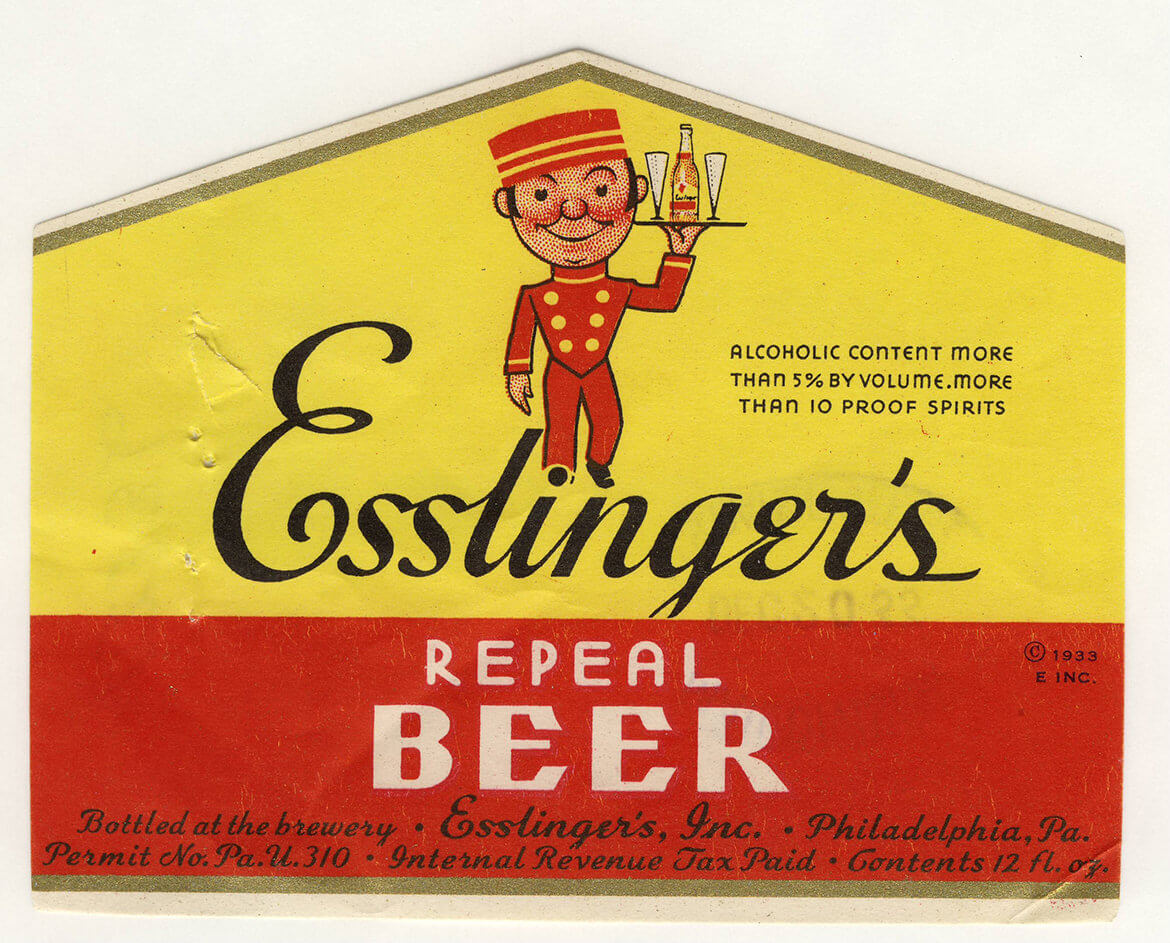 ALCOHOLIC CONTENT MORE
THAN 5% BY VOLUME. MORE
THAN 10 PROOF SPIRITS
Esslinger's
REPEAL
BEER
© 1933
E INC.
Bottled at the brewery • Esslinger's, Inc. • Philadelphia, Pa.
Permit No. Pa. U. 310 • Internal Revenue Tax Paid • Contents 12 fl. oz.